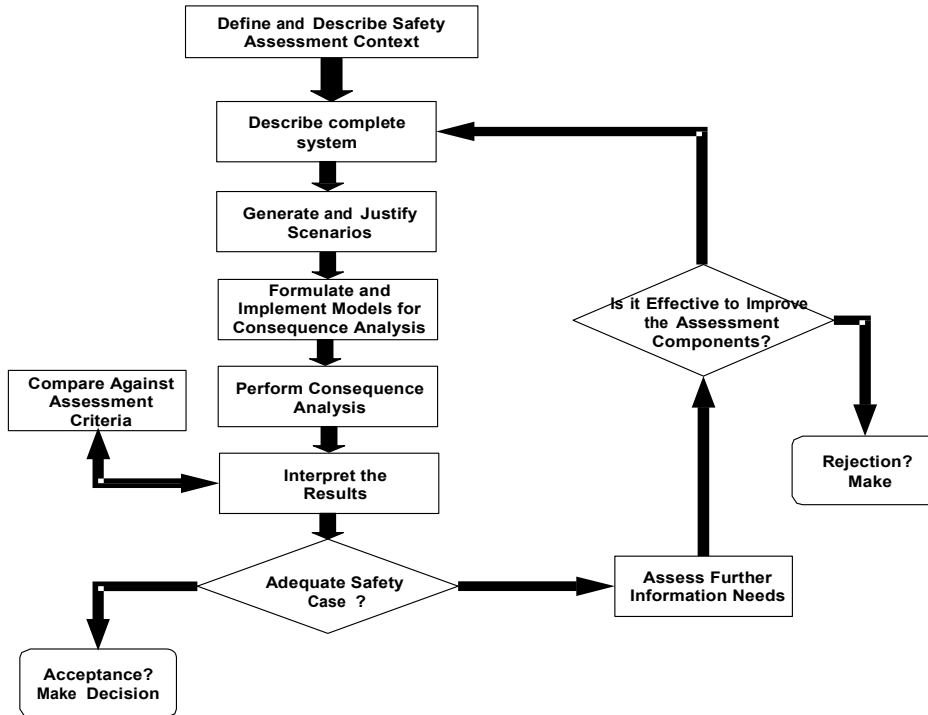 Define and Describe Safety
Assessment Context
Describe complete
system
Generate and Justify
Scenarios
Formulate and
Implement Models for
Consequence Analysis
Is it Effective to Improve
the Assessment
Components?
Compare Against
Assessment
Criteria
Perform Consequence
Analysis
Interpret the
Results
Rejection?
Make
Adequate Safety
Case ?
Assess Further
Information Needs
Acceptance?
Make Decision